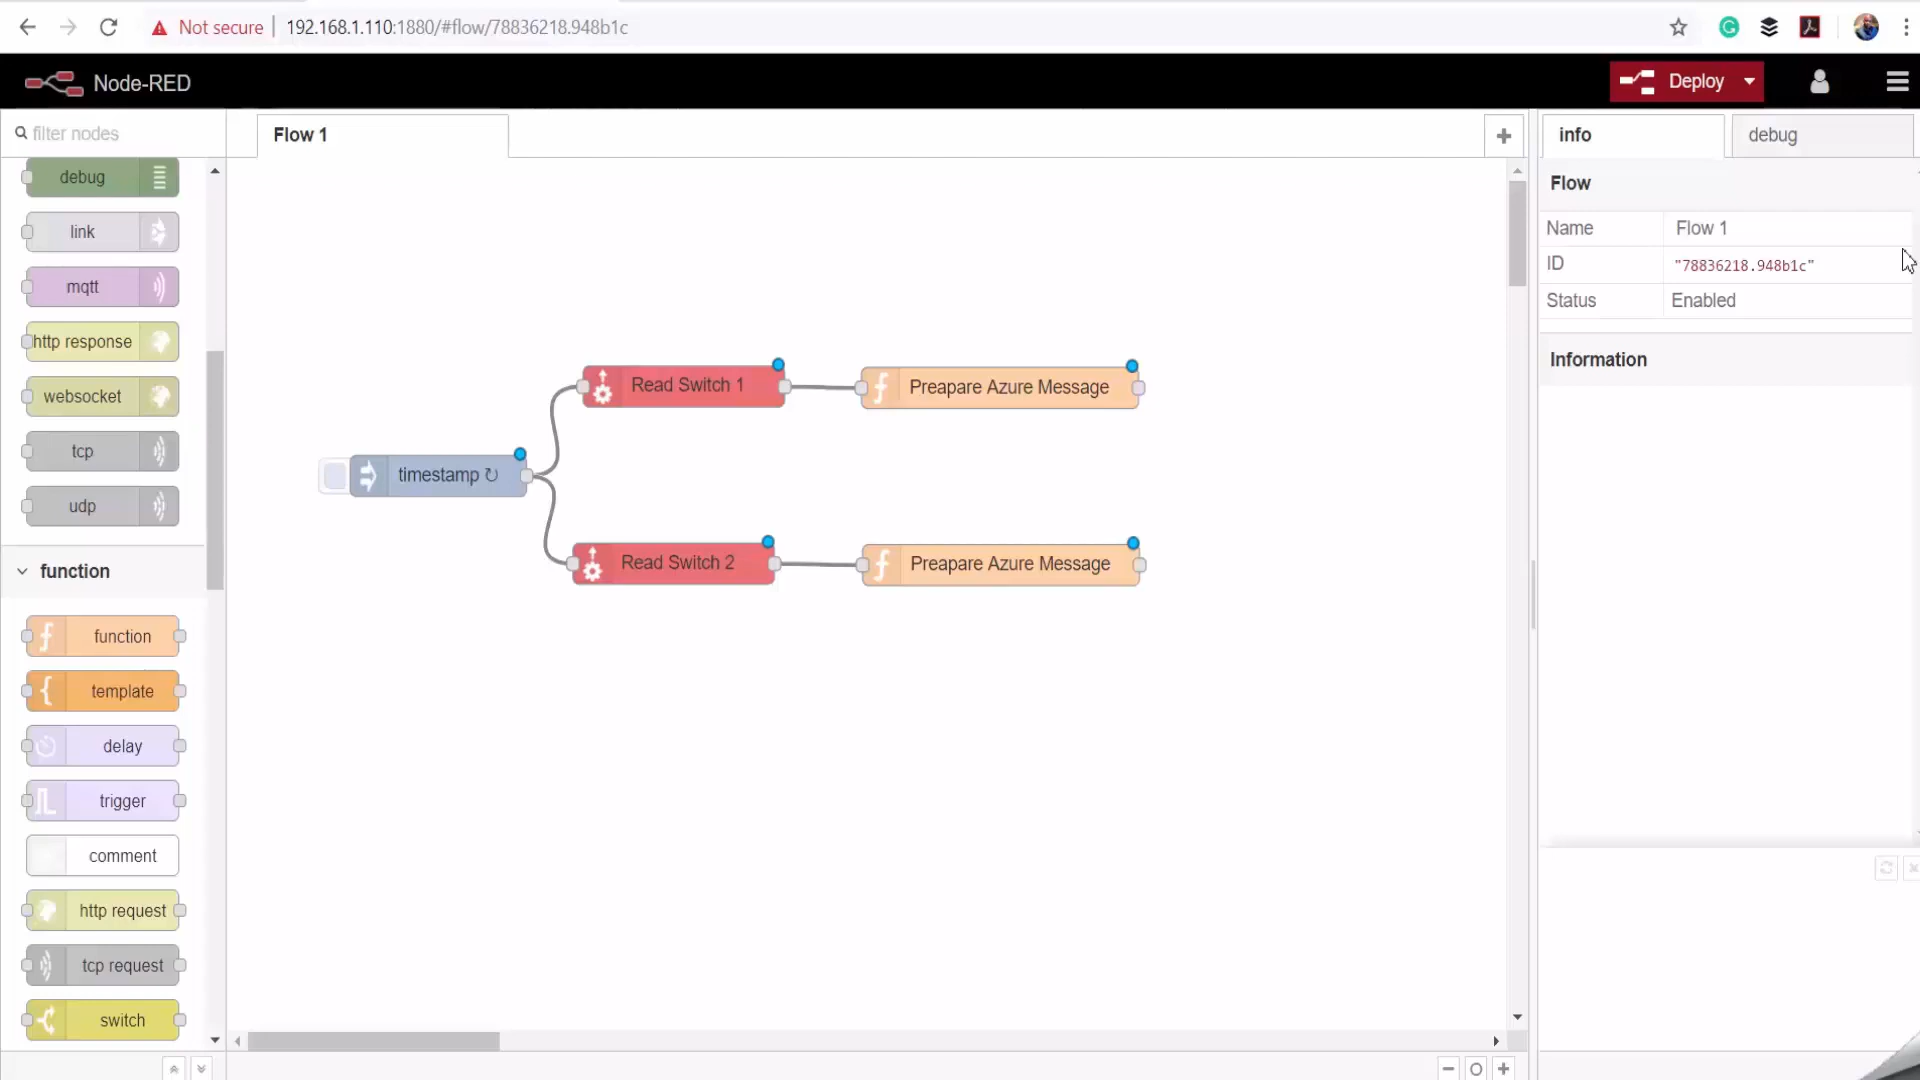 Not secure | 192.168.1.110:1880/#flow/78836218.948b1c
Node-RED
Deploy
filter nodes
Flow 1
info
debug
debug
link
mqtt
http response
websocket
tcp
udp
function
function
template
delay
trigger
comment
http request
tcp request
switch
timestamp ↻
Read Switch 1
Preapare Azure Message
Read Switch 2
Preapare Azure Message
Flow
Name Flow 1
ID "78836218.948b1c"
Status Enabled
Information